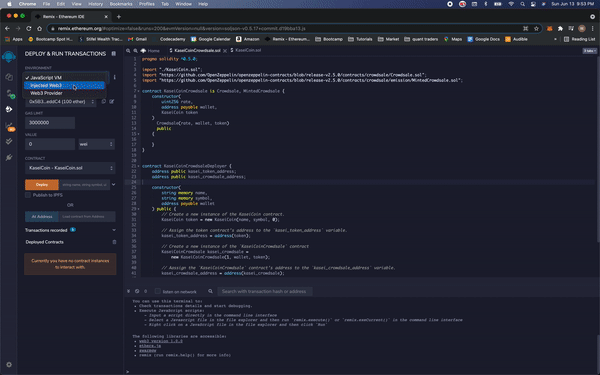 Chrome File Edit View History Bookmarks Profiles Tab Window Help
Sun Jun 13 9:53 PM
Remix - Ethereum IDE
Apps Bootcamp Spot H... Stifel Wealth Trac... Gmail Coderacademy Google Calendar Amazon Remix - Ethereum... Bootcamp Tutorials Market quant traders Maps Google Docs Audible Reading List
DEPLOY & RUN TRANSACTIONS
ENVIRONMENT
JavaScript VM
Injected Web3
Web3 Provider
0x5B3...eddC4 (100 ether)
GAS LIMIT
3000000
VALUE
0 wei
CONTRACT
KaseiCoin - KaseiCoin.sol
Deploy
Publish to IPFS
OR
At Address
Transactions recorded
Deployed Contracts
Currently you have no contract instances
to interact with.
Home KaseiCoinCrowdsale.sol KaseiCoin.sol
pragma solidity ^0.5.0;
import "./KaseiCoin.sol";
import "https://github.com/OpenZeppelin/openzeppelin-contracts/blob/release-v2.5.0/contracts/crowdsale/Crowdsale.sol";
import "https://github.com/OpenZeppelin/openzeppelin-contracts/blob/release-v2.5.0/contracts/crowdsale/emission/MintedCrowdsale.sol";
contract KaseiCoinCrowdsale is Crowdsale, MintedCrowdsale {
constructor(
uint256 rate,
address payable wallet,
KaseiCoin token
)
Crowdsale(rate, wallet, token)
public
{
}
}
contract KaseiCoinCrowdsaleDeployer {
address public kasei_token_address;
address public kasei_crowdsale_address;
constructor(
string memory name,
string memory symbol,
address payable wallet
) public {
// Create a new instance of the KaseiCoin contract.
KaseiCoin token = new KaseiCoin(name, symbol, 0);
// Assign the token contract's address to the `kasei_token_address` variable.
kasei_token_address = address(token);
// Create a new instance of the `KaseiCoinCrowdsale` contract
KaseiCoinCrowdsale kasei_crowdsale =
new KaseiCoinCrowdsale(1, wallet, token);
// Assign the `KaseiCoinCrowdsale` contract's address to the `kasei_crowdsale_address` variable.
kasei_crowdsale_address = address(kasei_crowdsale);
listen on network
Search with transaction hash or address
You can use this terminal to:
• Check transactions details and start debugging.
• Execute JavaScript scripts:
- Input a script directly in the command line interface
- Select a Javascript file in the file explorer and then run `remix.execute()` or `remix.exeCurrent()` in the command line interface
- Right click on a JavaScript file in the file explorer and then click `Run`
The following libraries are accessible:
• web3 version 1.0.0
• ethers.js
• swarmgw
• remix (run remix.help() for more info)
>